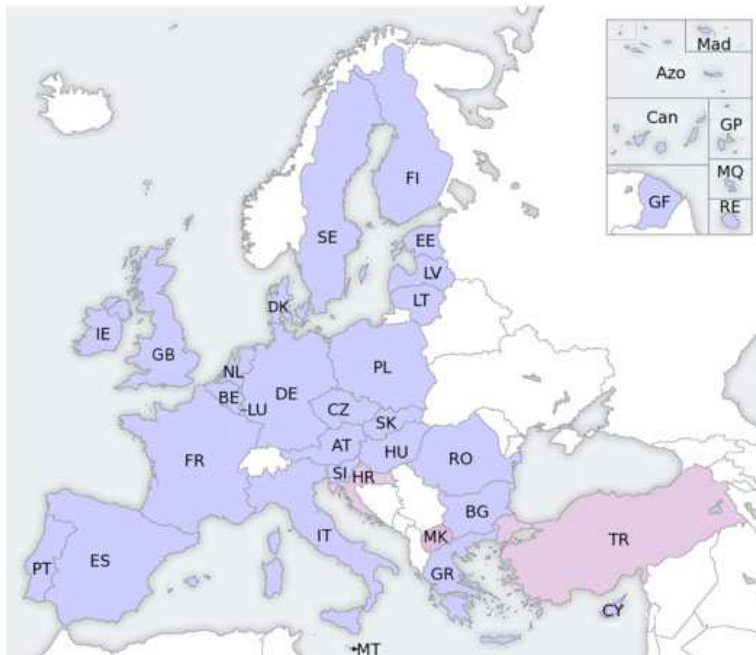 Mad
Azo
Can
GP
MQ
GF
RE
FI
SE
EE
LV
LT
DK
IE
GB
NL
PL
BE
DE
LU
CZ
SK
AT
HU
FR
RO
SI
HR
BG
IT
MK
TR
PT
ES
GR
CY
MT